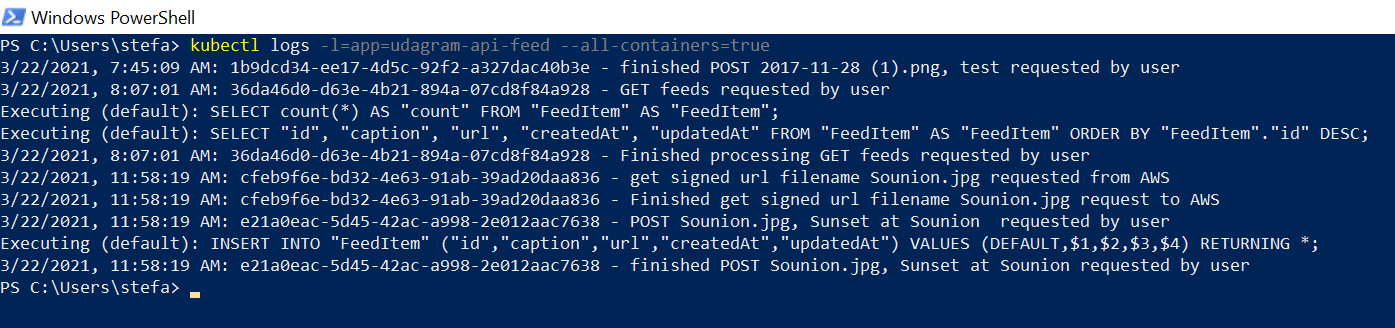 Windows PowerShell
PS C:\Users\stefa> kubectl logs -l=app=udagram-api-feed --all-containers=true
3/22/2021, 7:45:09 AM: 1b9dcd34-ee17-4d5c-92f2-a327dac40b3e - finished POST 2017-11-28 (1).png, test requested by user
3/22/2021, 8:07:01 AM: 36da46d0-d63e-4b21-894a-07cd8f84a928 - GET feeds requested by user
Executing (default): SELECT count(*) AS "count" FROM "FeedItem" AS "FeedItem";
Executing (default): SELECT "id", "caption", "url", "createdAt", "updatedAt" FROM "FeedItem" AS "FeedItem" ORDER BY "FeedItem"."id" DESC;
3/22/2021, 8:07:01 AM: 36da46d0-d63e-4b21-894a-07cd8f84a928 - Finished processing GET feeds requested by user
3/22/2021, 11:58:19 AM: cfeb9f6e-bd32-4e63-91ab-39ad20daa836 - get signed url filename Sounion.jpg requested from AWS
3/22/2021, 11:58:19 AM: cfeb9f6e-bd32-4e63-91ab-39ad20daa836 - Finished get signed url filename Sounion.jpg request to AWS
3/22/2021, 11:58:19 AM: e21a0eac-5d45-42ac-a998-2e012aac7638 - POST Sounion.jpg, Sunset at Sounion  requested by user
Executing (default): INSERT INTO "FeedItem" ("id","caption","url","createdAt","updatedAt") VALUES (DEFAULT,$1,$2,$3,$4) RETURNING *;
3/22/2021, 11:58:19 AM: e21a0eac-5d45-42ac-a998-2e012aac7638 - finished POST Sounion.jpg, Sunset at Sounion requested by user
PS C:\Users\stefa>